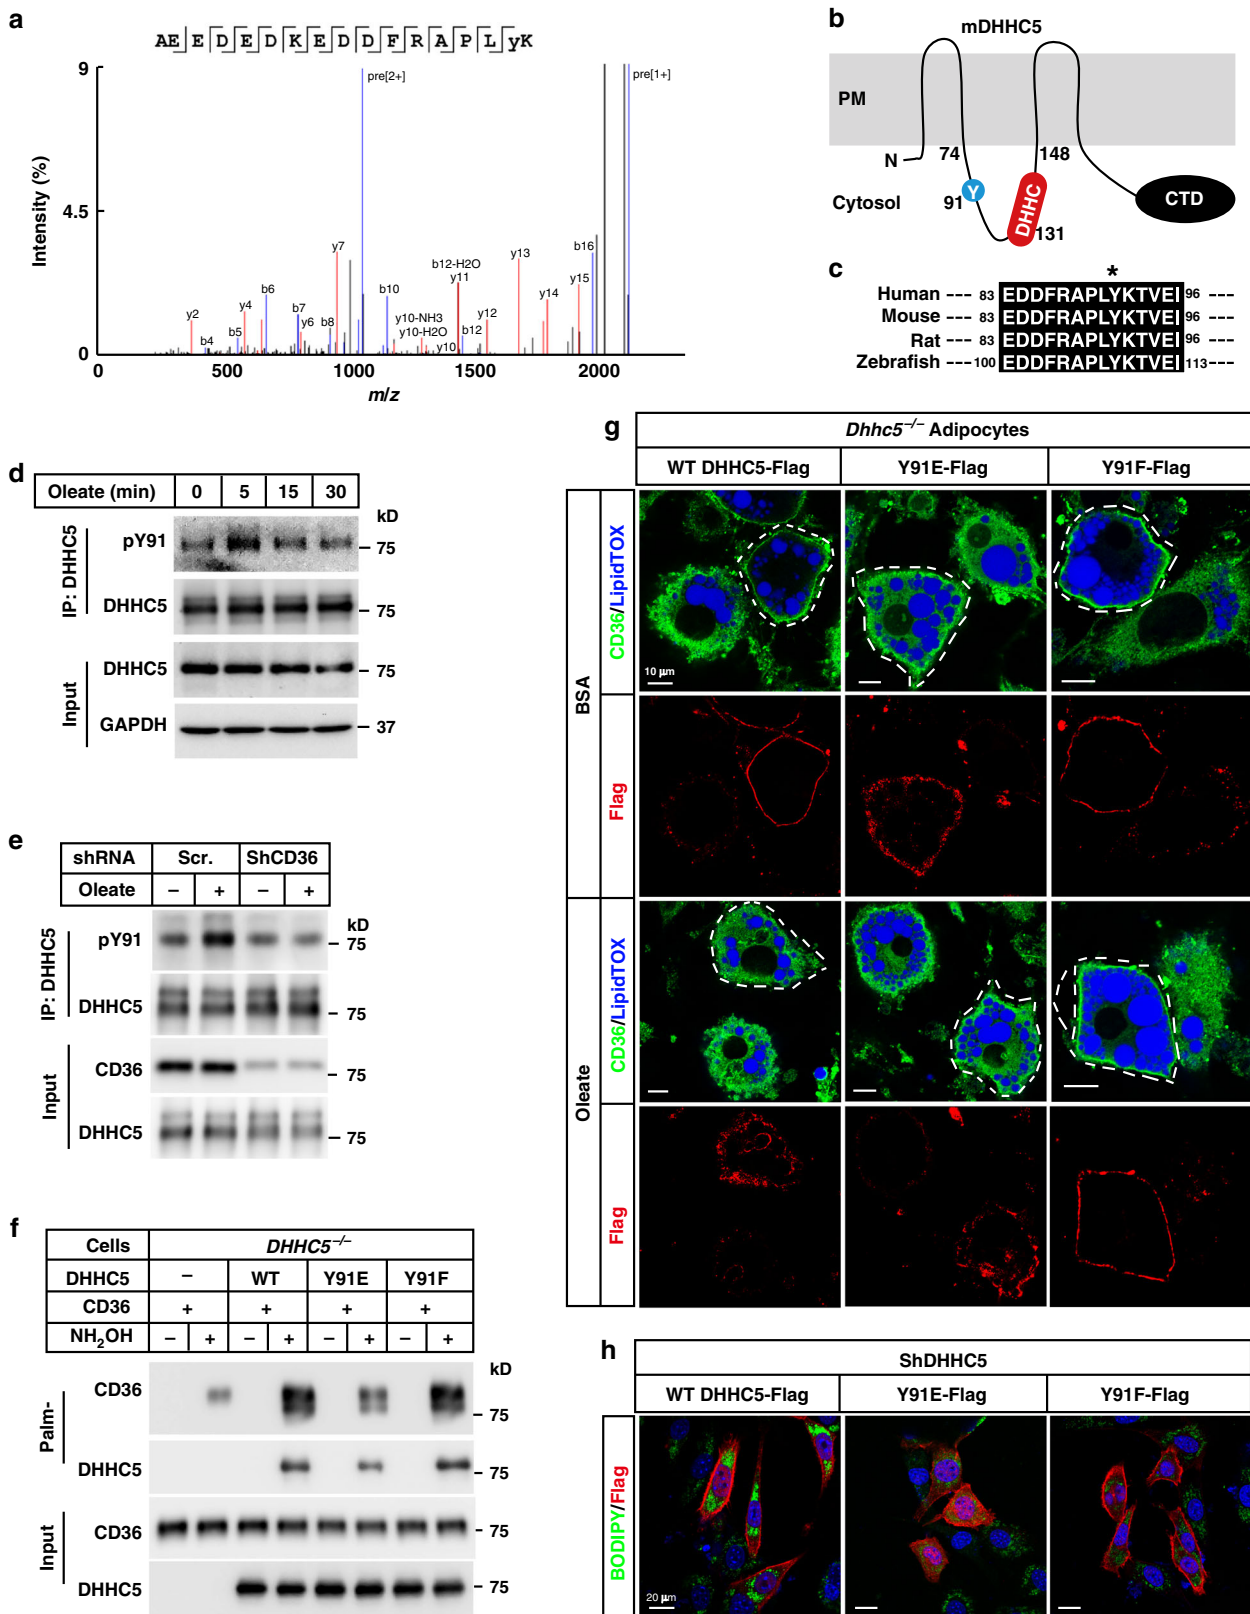 a
AEEDEDKEDDFRAPLyK
9
4.5
0
Intensity (%)
0
500
1000
1500
2000
m/z
pre[2+]
pre[1+]
y2
b4
b5
y4
b6
b7
y6
b8
y7
b10
y10-NH3
y10-H2O
y10
b12-H2O
y11
b12
y12
y13
y14
y15
b16
b
mDHHC5
PM
N
74
148
Cytosol
91
Y
DHHC
131
CTD
c
*
Human --- 83 EDDFRAPLYKTVEI 96 ---
Mouse --- 83 EDDFRAPLYKTVEI 96 ---
Rat --- 83 EDDFRAPLYKTVEI 96 ---
Zebrafish --- 100 EDDFRAPLYKTVEI 113 ---
d
Oleate (min) 0 5 15 30
kD
IP: DHHC5
pY91
75
DHHC5
75
Input
DHHC5
75
GAPDH
37
e
shRNA Scr. ShCD36
Oleate – + – +
kD
IP: DHHC5
pY91
75
DHHC5
75
Input
CD36
75
DHHC5
75
f
Cells DHHC5–/–
DHHC5 – WT Y91E Y91F
CD36 + + + +
NH2OH – + – + – + – +
kD
Palm-
CD36
75
DHHC5
75
Input
CD36
75
DHHC5
75
g
Dhhc5–/– Adipocytes
WT DHHC5-Flag Y91E-Flag Y91F-Flag
BSA
CD36/LipidTOX
10 µm
Flag
Oleate
CD36/LipidTOX
Flag
h
ShDHHC5
WT DHHC5-Flag Y91E-Flag Y91F-Flag
BODIPY/Flag
20 µm